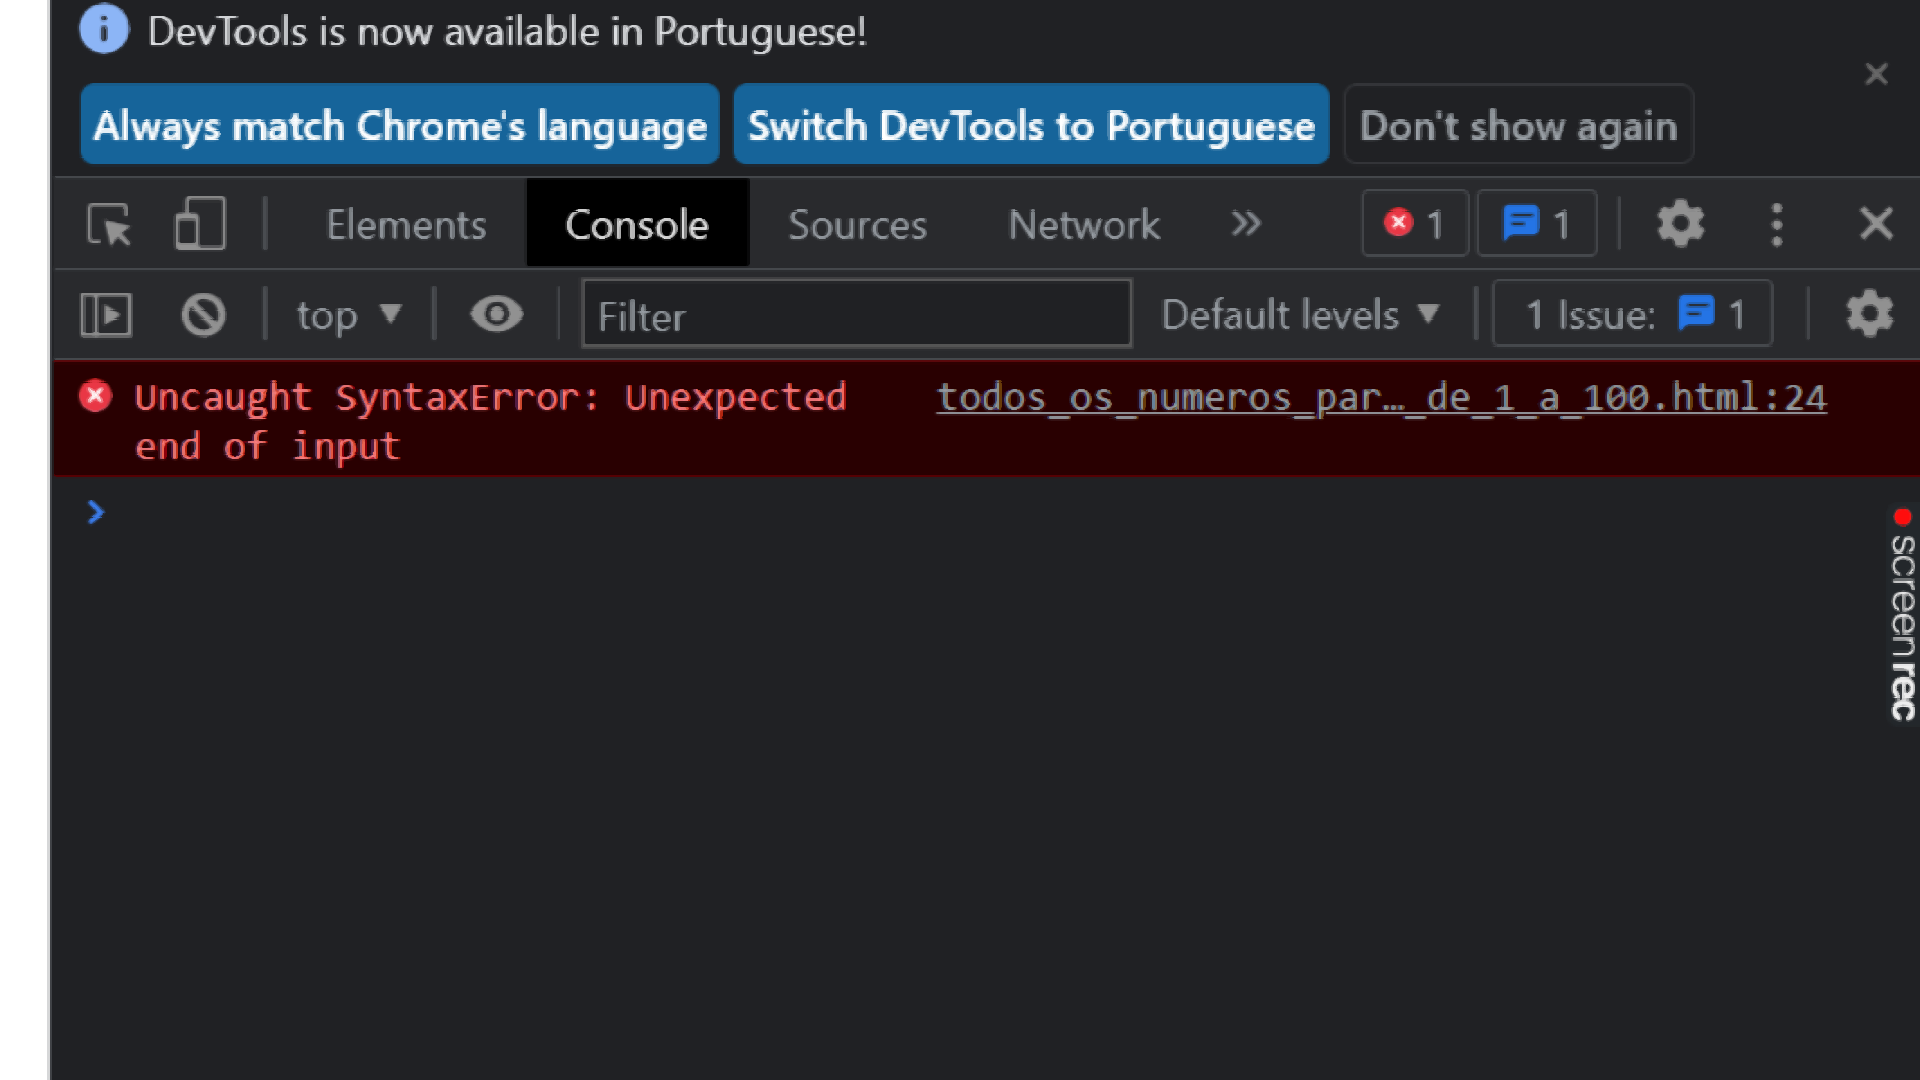 DevTools is now available in Portuguese!
Always match Chrome's language Switch DevTools to Portuguese Don't show again
Elements Console Sources Network 1 1
top Filter Default levels 1 Issue: 1
Uncaught SyntaxError: Unexpected todos_os_numeros_par…_de_1_a_100.html:24
end of input
screenrec